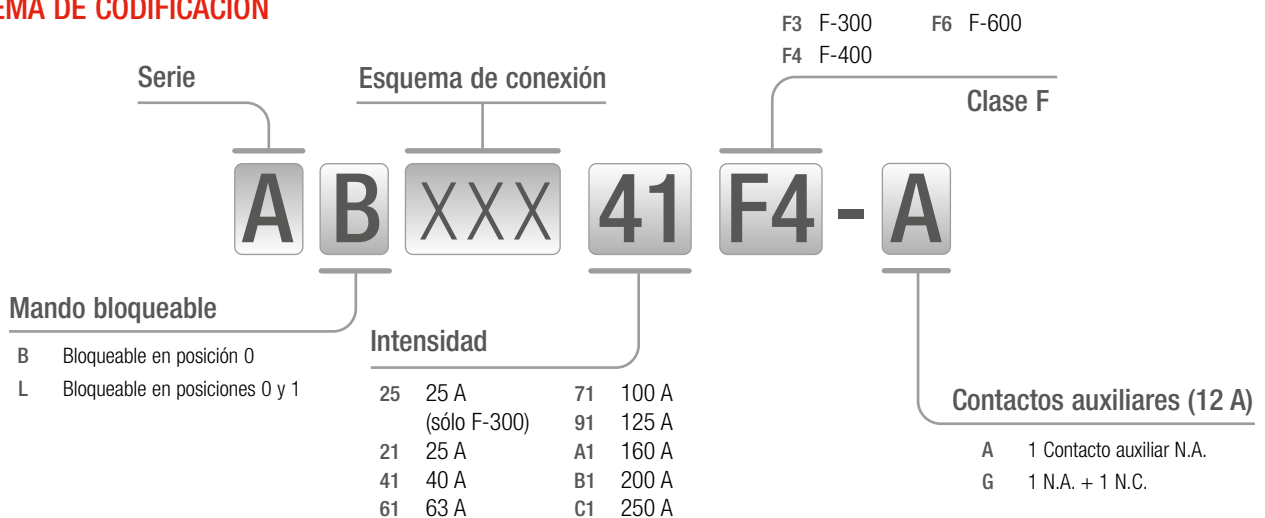 EMA DE CODIFICACIÓN
F3 F-300 F6 F-600
F4 F-400
Serie
Esquema de conexión
Clase F
A B XXX 41 F4 - A
Mando bloqueable
B Bloqueable en posición 0
L Bloqueable en posiciones 0 y 1
Intensidad
25 25 A 71 100 A
(sólo F-300) 91 125 A
21 25 A A1 160 A
41 40 A B1 200 A
61 63 A C1 250 A
Contactos auxiliares (12 A)
A 1 Contacto auxiliar N.A.
G 1 N.A. + 1 N.C.